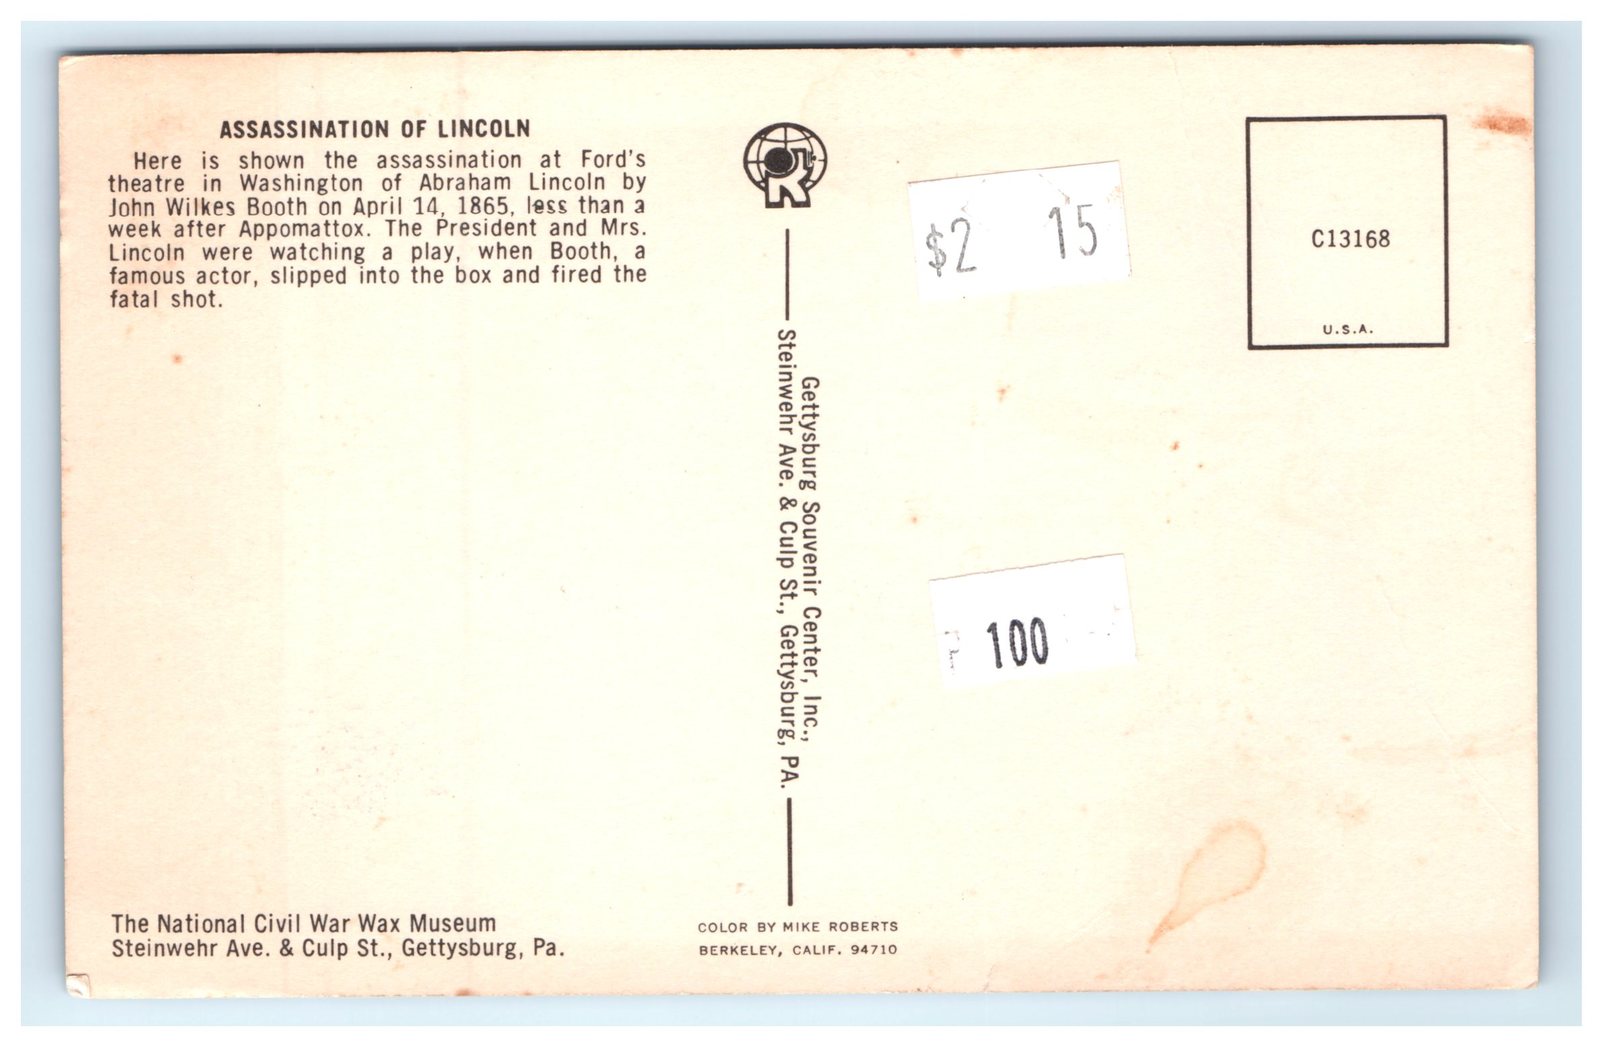 ASSASSINATION OF LINCOLN
Here is shown the assassination at Ford's
theatre in Washington of Abraham Lincoln by
John Wilkes Booth on April 14, 1865, less than a
week after Appomattox. The President and Mrs.
Lincoln were watching a play, when Booth, a
famous actor, slipped into the box and fired the
fatal shot.
The National Civil War Wax Museum
Steinwehr Ave. & Culp St., Gettysburg, Pa.
Gettysburg Souvenir Center, Inc.,
Steinwehr Ave. & Culp St., Gettysburg, PA.
COLOR BY MIKE ROBERTS
BERKELEY, CALIF. 94710
$2 15
100
C13168
U.S.A.